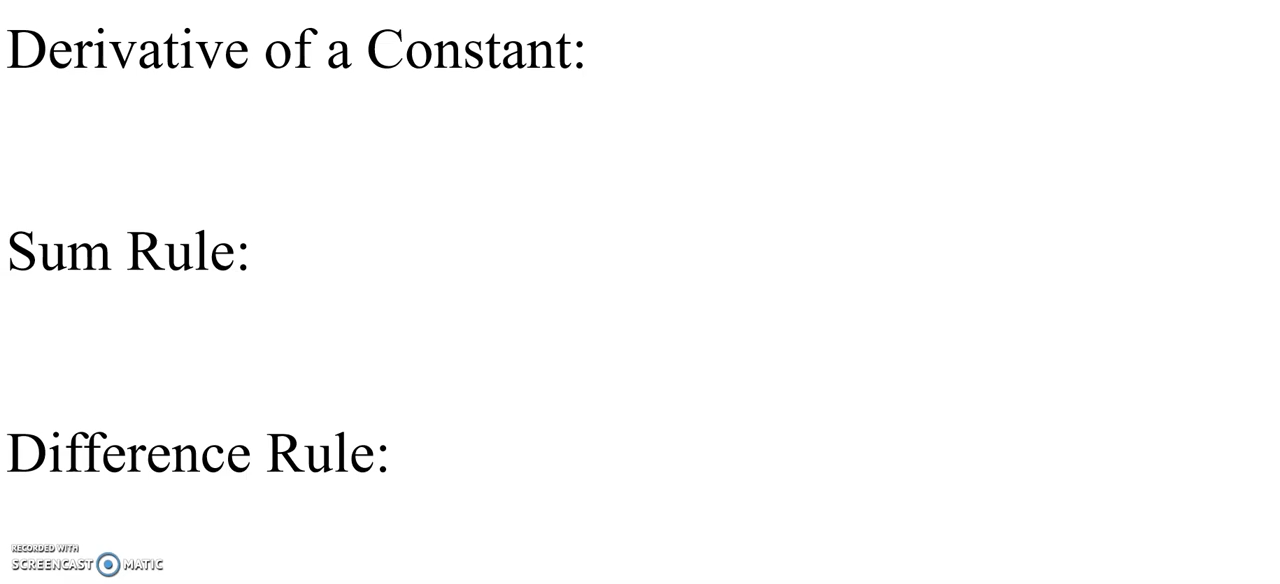 Derivative of a Constant:
Sum Rule:
Difference Rule:
RECORDED WITH
SCREENCAST MATIC